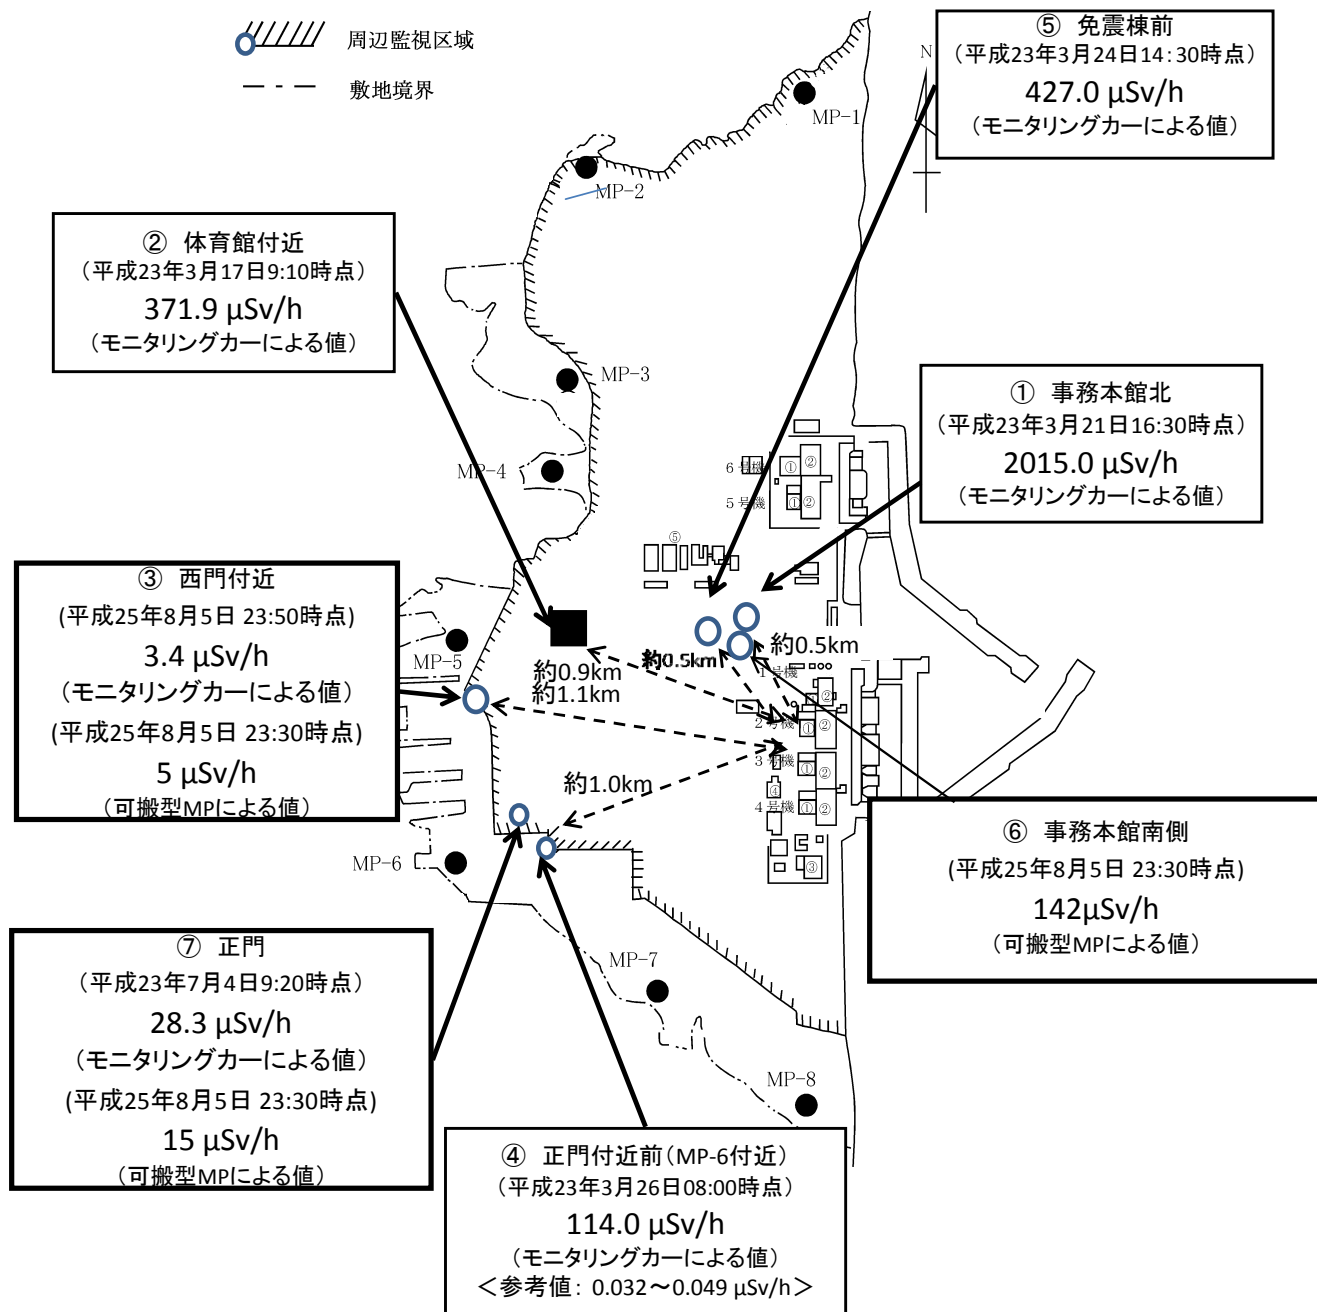 周辺監視区域
敷地境界
⑤ 免震棟前
(平成23年3月24日14:30時点)
427.0 μSv/h
(モニタリングカーによる値)
N
MP-1
MP-2
② 体育館付近
(平成23年3月17日9:10時点)
371.9 μSv/h
(モニタリングカーによる値)
MP-3
MP-4
① 事務本館北
(平成23年3月21日16:30時点)
2015.0 μSv/h
(モニタリングカーによる値)
6号機
①
②
5号機
①
②
⑤
③ 西門付近
(平成25年8月5日 23:50時点)
3.4 μSv/h
(モニタリングカーによる値)
(平成25年8月5日 23:30時点)
5 μSv/h
(可搬型MPによる値)
MP-5
約0.9km
約1.1km
約0.5km
約0.5km
1号機
②
2号機
①
②
3号機
①
②
約1.0km
④
4号機
①
②
③
MP-6
⑥ 事務本館南側
(平成25年8月5日 23:30時点)
142μSv/h
(可搬型MPによる値)
⑦ 正門
(平成23年7月4日9:20時点)
28.3 μSv/h
(モニタリングカーによる値)
(平成25年8月5日 23:30時点)
15 μSv/h
(可搬型MPによる値)
MP-7
MP-8
④ 正門付近前(MP-6付近)
(平成23年3月26日08:00時点)
114.0 μSv/h
(モニタリングカーによる値)
<参考値: 0.032～0.049 μSv/h>